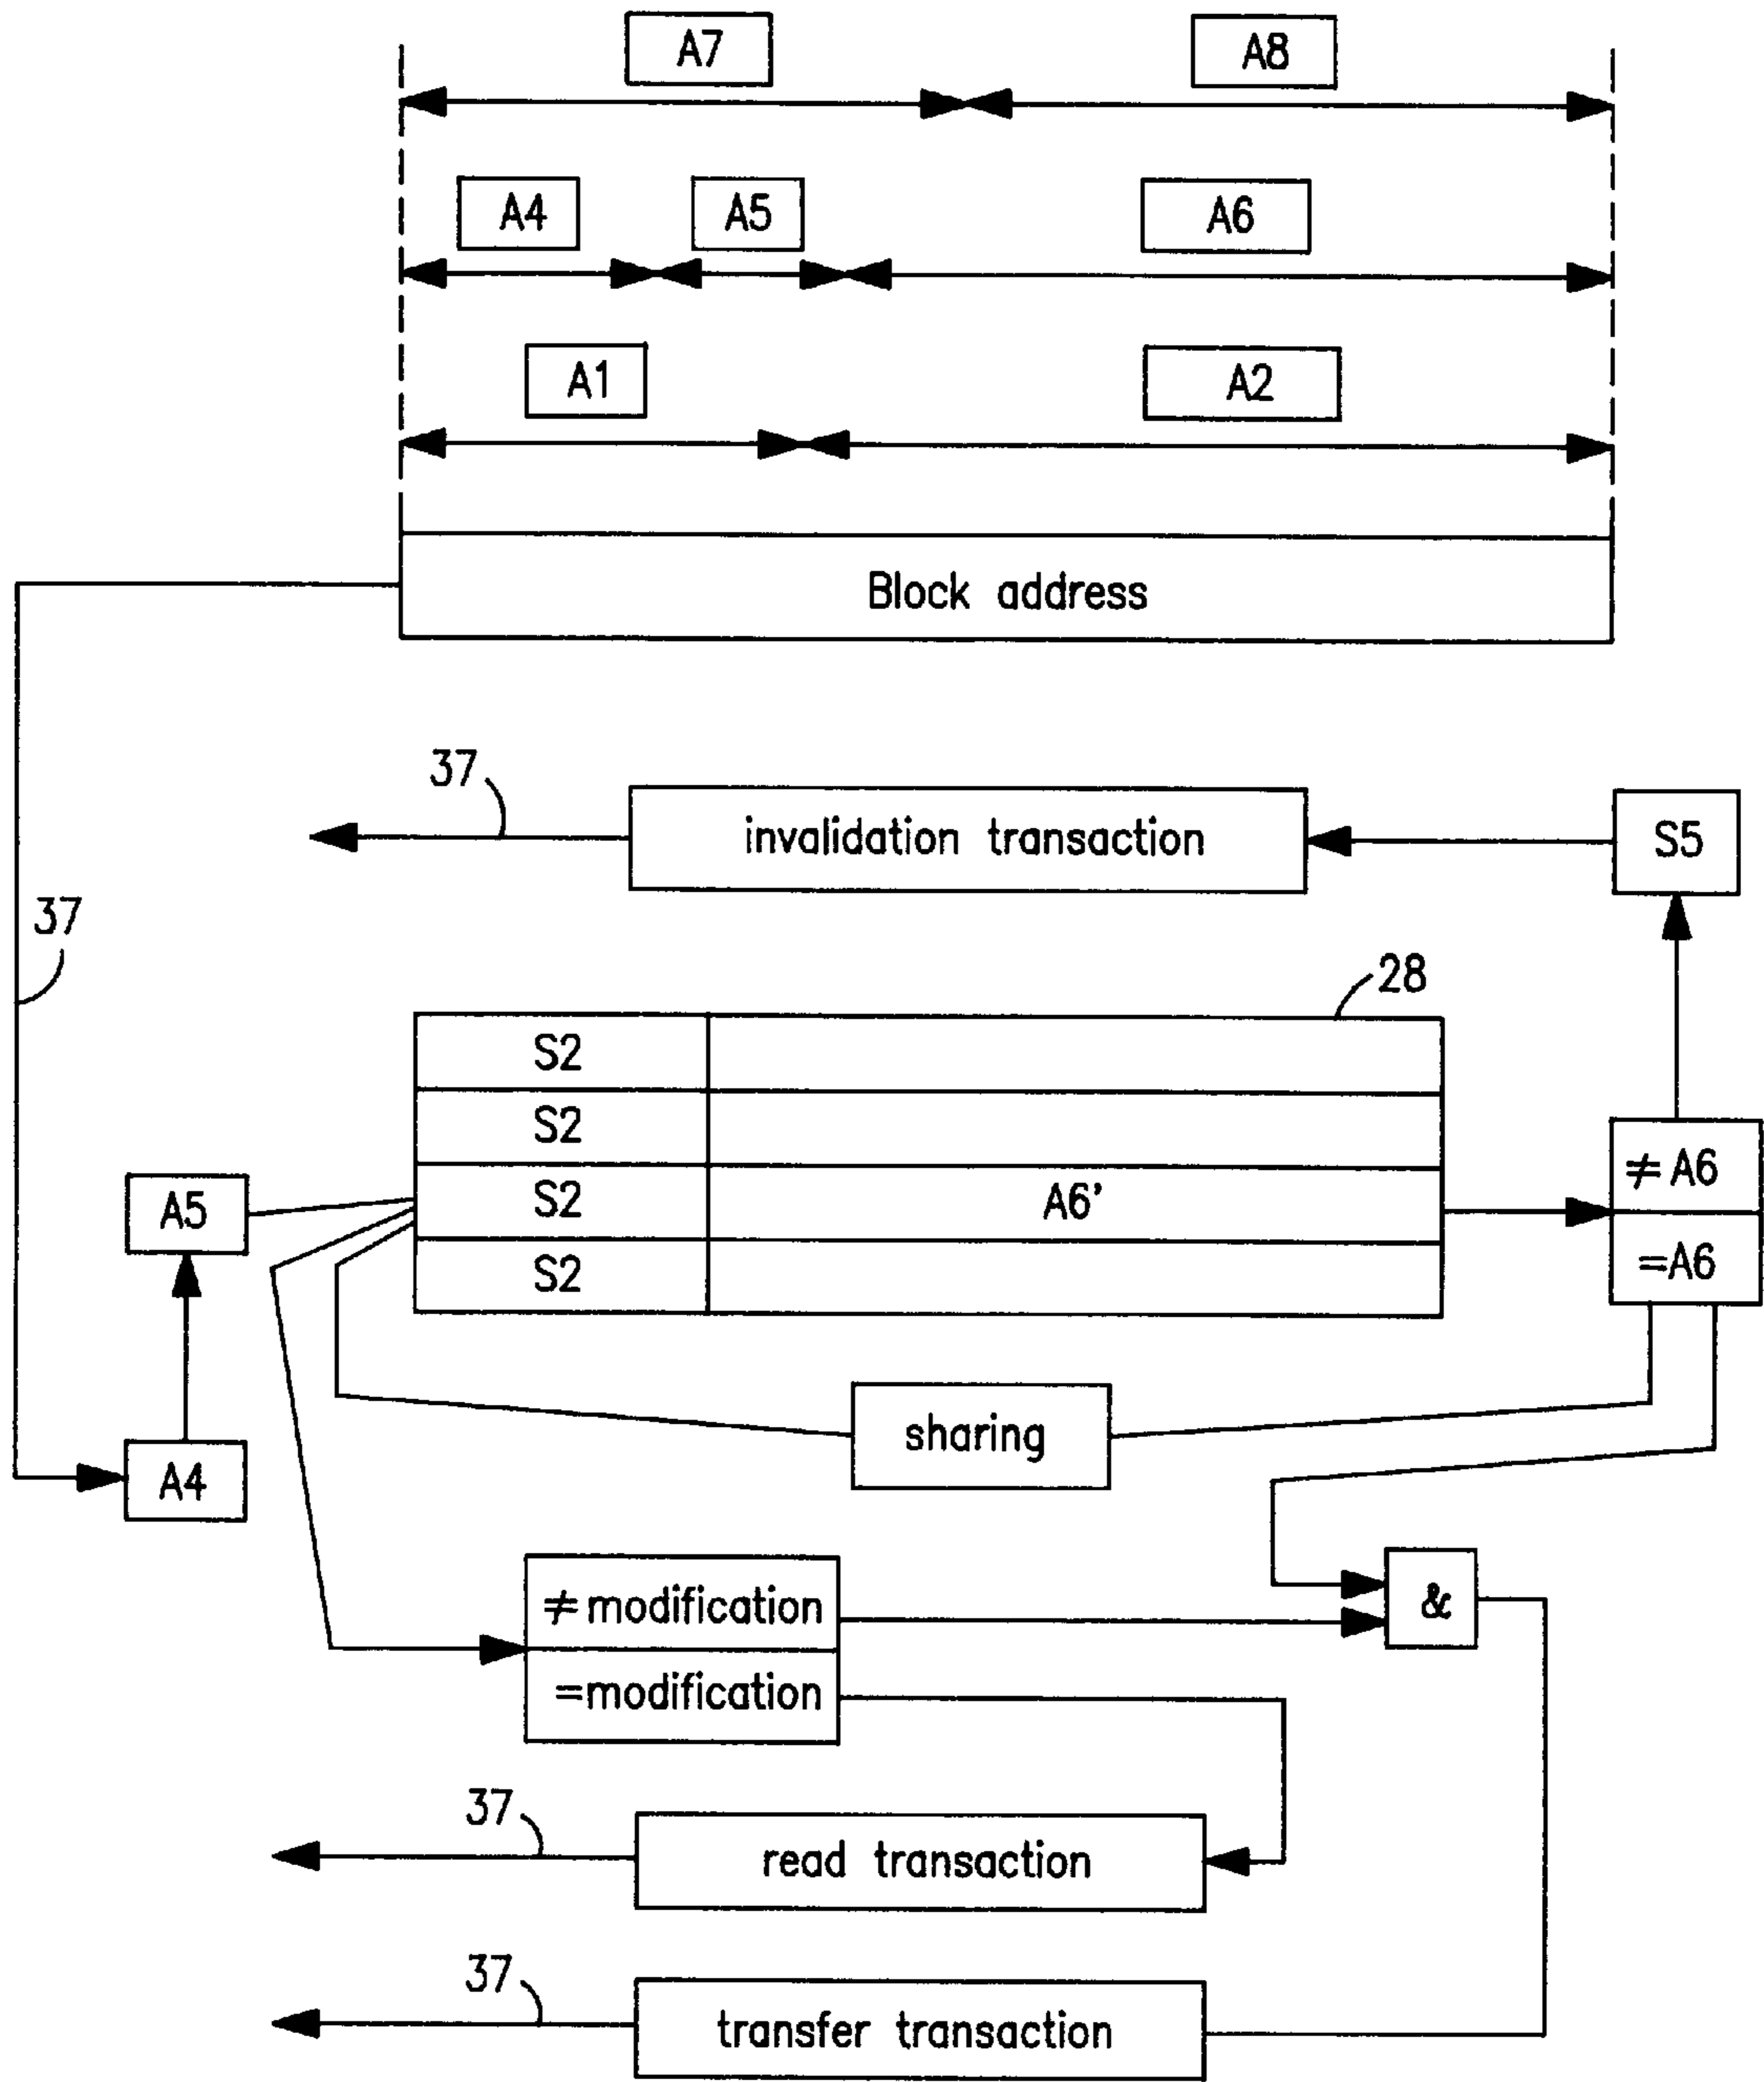 A7
A8
A4
A5
A6
A1
A2
Block address
37
invalidation transaction
S5
37
28
S2
S2
S2
A6'
S2
≠A6
=A6
A5
A4
sharing
≠modification
=modification
&
37
read transaction
37
transfer transaction